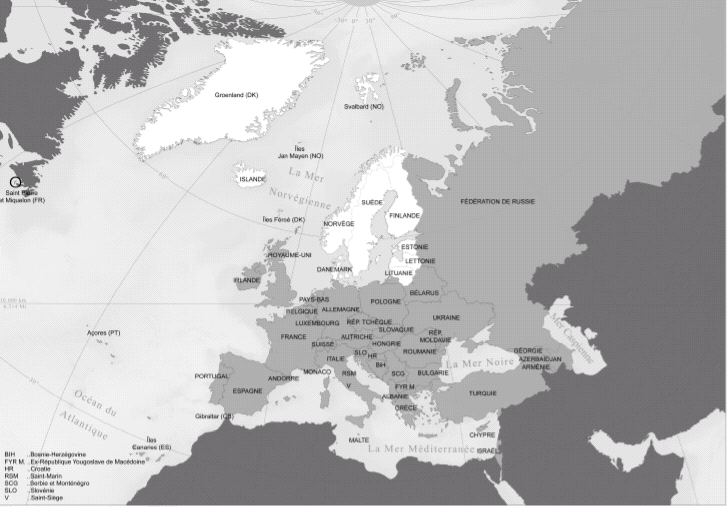 Groenland (DK)
Svalbard (NO)
Îles
Jan Mayen (NO)
La Mer
Norvégienne
ISLANDE
Saint Pierre
et Miquelon (FR)
Îles Féroé (DK)
SUÈDE
FINLANDE
NORVÈGE
FÉDÉRATION DE RUSSIE
ESTONIE
LETTONIE
LITUANIE
DANEMARK
ROYAUME-UNI
IRLANDE
PAYS-BAS
BÉLARUS
POLOGNE
BELGIQUE
ALLEMAGNE
UKRAINE
LUXEMBOURG
RÉP. TCHÈQUE
SLOVAQUIE
RÉP.
MOLDAVIE
FRANCE
AUTRICHE
HONGRIE
SUISSE
SLO
HR
ROUMANIE
ITALIE
BIH
Açores (PT)
MONACO
RSM
SCG
BULGARIE
La Mer Noire
GÉORGIE
AZERBAÏDJAN
ARMÉNIE
Mer Caspienne
PORTUGAL
ANDORRE
ESPAGNE
V
FYR M
ALBANIE
GRÈCE
TURQUIE
Gibraltar (GB)
Océan du
Atlantique
Îles
Canaries (ES)
MALTE
CHYPRE
La Mer Méditerranée
ISRAËL
BIH ..Bosnie-Herzégovine
FYR M. ..Ex-République Yougoslave de Macédoine
HR ..Croatie
RSM ..Saint-Marin
SCG ..Serbie et Monténégro
SLO ..Slovénie
V ..Saint-Siège